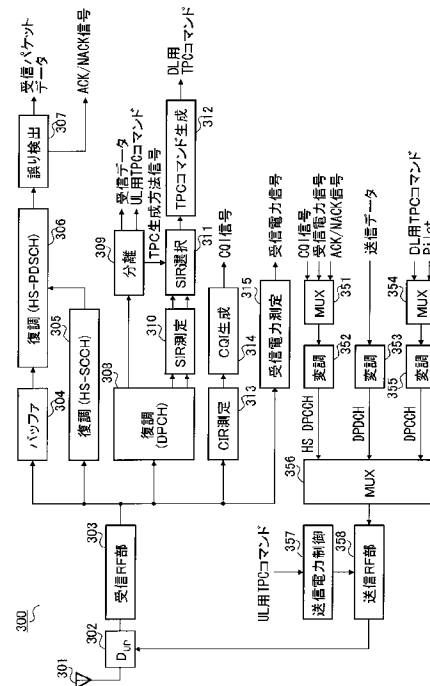 300
301
302
D_UP
303
受信RF部
304
バッファ
305
復調(HS-SCCH)
306
復調(HS-PDSCH)
307
誤り検出
受信パケット
データ
ACK/NACK信号
308
復調
(DPCH)
309
分離
受信データ
UL用TPCコマンド
TPC生成方法信号
310
SIR測定
311
SIR選択
312
TPCコマンド生成
DL用
TPCコマンド
313
CIR測定
314
CQI生成
CQI信号
315
受信電力測定
受信電力信号
CQI信号
受信電力信号
ACK/NACK信号
351
MUX
352
変調
HS DPCCH
送信データ
353
変調
DPDCH
DL用TPCコマンド
Pilot
354
MUX
355
変調
DPCCH
356
MUX
UL用TPCコマンド
357
送信電力制御
358
送信RF部